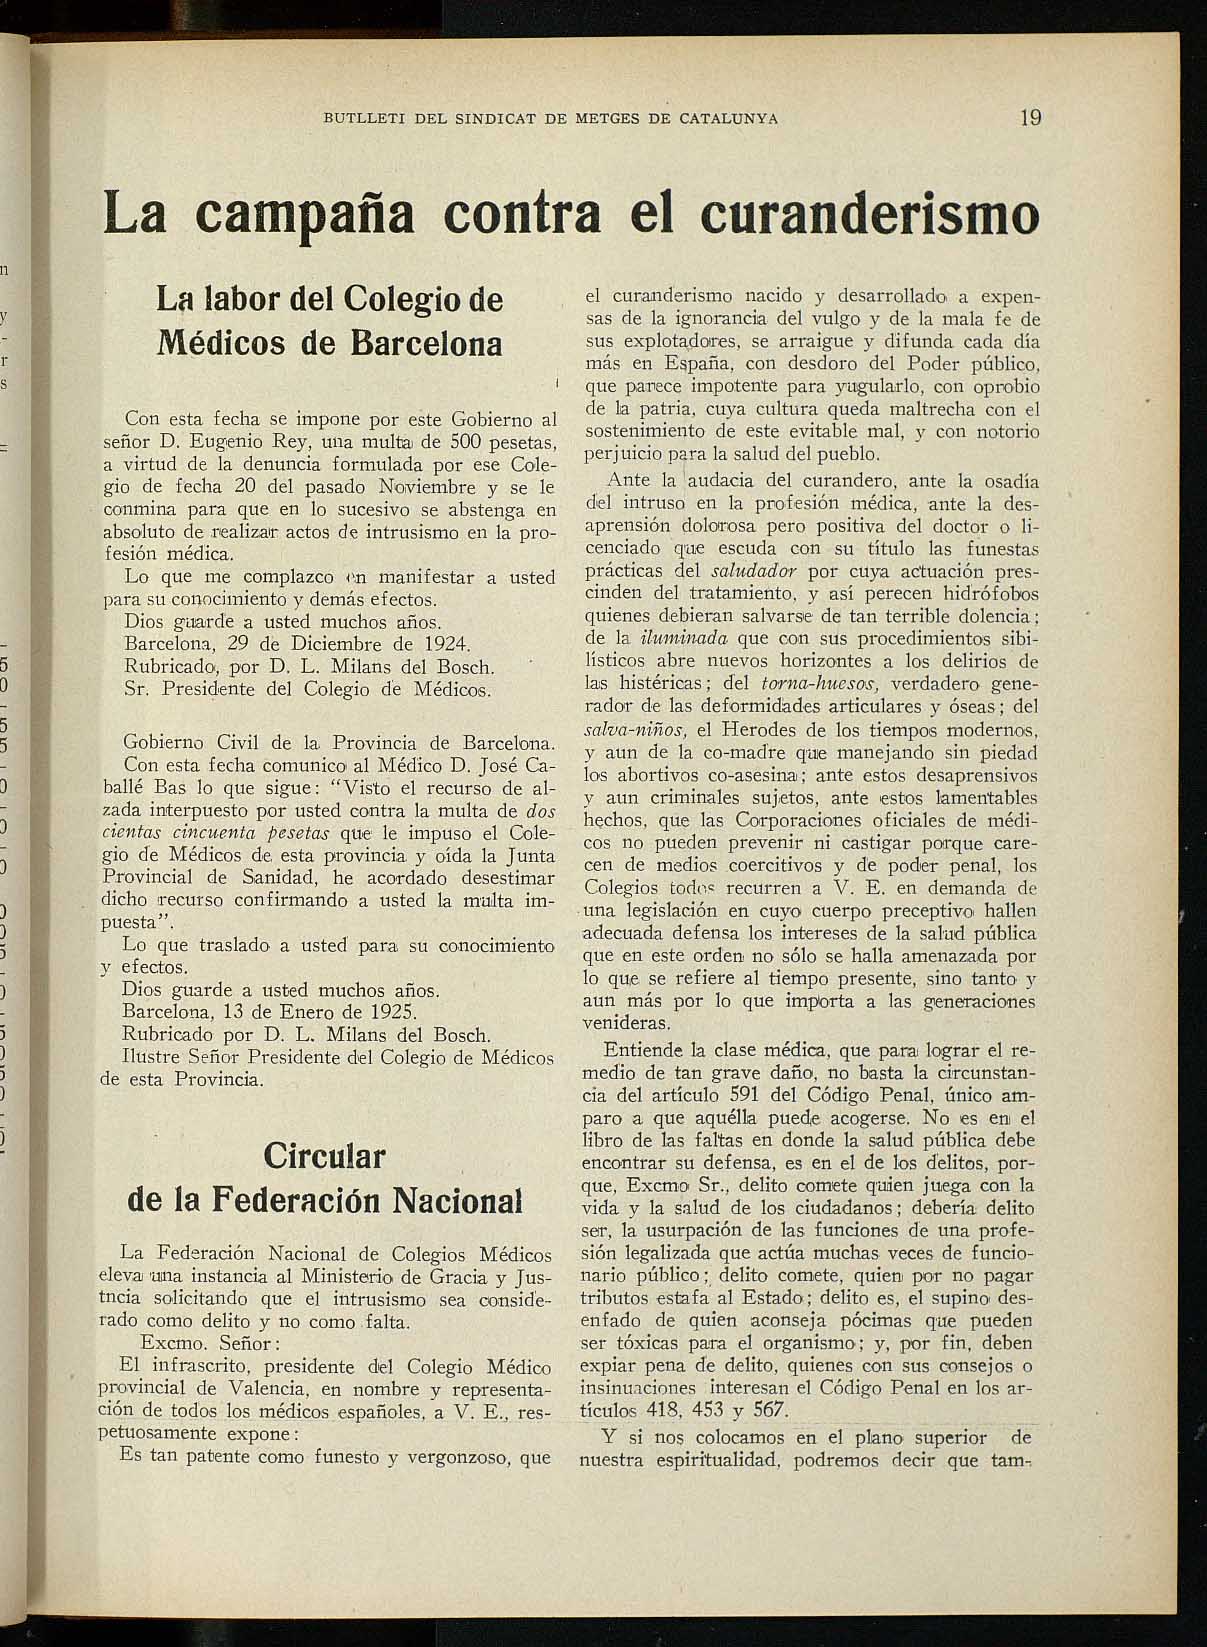 BUTLLETI DEL SINDICAT DE METGES DE CATALUNYA
19
La campaña contra el curanderismo
La labor del Colegio de
Médicos de Barcelona
Con esta fecha se impone por este Gobierno al
señor D. Eugenio Rey, una multa de 500 pesetas,
a virtud de la denuncia formulada por ese Cole-
gio de fecha 20 del pasado Noviembre y se le
conmina para que en lo sucesivo se abstenga en
absoluto de realizar actos de intrusismo en la pro-
fesión médica.
Lo que me complazco en manifestar a usted
para su conocimiento y demás efectos.
Dios guarde a usted muchos años.
Barcelona, 29 de Diciembre de 1924.
Rubricado, por D. L. Milans del Bosch.
Sr. Presidente del Colegio de Médicos.
Gobierno Civil de la Provincia de Barcelona.
Con esta fecha comunico al Médico D. José Ca-
ballé Bas lo que sigue: "Visto el recurso de al-
zada interpuesto por usted contra la multa de dos
cientas cincuenta pesetas que le impuso el Cole-
gio de Médicos de esta provincia y oída la Junta
Provincial de Sanidad, he acordado desestimar
dicho recurso confirmando a usted la multa im-
puesta".
Lo que traslado a usted para su conocimiento
y efectos.
Dios guarde a usted muchos años.
Barcelona, 13 de Enero de 1925.
Rubricado por D. L. Milans del Bosch.
Ilustre Señor Presidente del Colegio de Médicos
de esta Provincia.
Circular
de la Federación Nacional
La Federación Nacional de Colegios Médicos
eleva una instancia al Ministerio de Gracia y Jus-
tncia solicitando que el intrusismo sea conside-
rado como delito y no como falta.
Excmo. Señor:
El infrascrito, presidente del Colegio Médico
provincial de Valencia, en nombre y representa-
ción de todos los médicos españoles, a V. E., res-
petuosamente expone:
Es tan patente como funesto y vergonzoso, que
el curanderismo nacido y desarrollado a expen-
sas de la ignorancia del vulgo y de la mala fe de
sus explotadores, se arraigue y difunda cada día
más en España, con desdoro del Poder público,
que parece impotente para yugularlo, con oprobio
de la patria, cuya cultura queda maltrecha con el
sostenimiento de este evitable mal, y con notorio
perjuicio para la salud del pueblo.
Ante la audacia del curandero, ante la osadía
del intruso en la profesión médica, ante la des-
aprensión dolorosa pero positiva del doctor o li-
cenciado que escuda con su título las funestas
prácticas del saludador por cuya actuación pres-
cinden del tratamiento, y así perecen hidrófobos
quienes debieran salvarse de tan terrible dolencia;
de la iluminada que con sus procedimientos sibi-
lísticos abre nuevos horizontes a los delirios de
las histéricas; del torna-huesos, verdadero gene-
rador de las deformidades articulares y óseas; del
salva-niños, el Herodes de los tiempos modernos,
y aun de la co-madre que manejando sin piedad
los abortivos co-asesina; ante estos desaprensivos
y aun criminales sujetos, ante estos lamentables
hechos, que las Corporaciones oficiales de médi-
cos no pueden prevenir ni castigar porque care-
cen de medios coercitivos y de poder penal, los
Colegios todos recurren a V. E. en demanda de
una legislación en cuyo cuerpo preceptivo hallen
adecuada defensa los intereses de la salud pública
que en este orden no sólo se halla amenazada por
lo que se refiere al tiempo presente, sino tanto y
aun más por lo que importa a las generaciones
venideras.
Entiende la clase médica, que para lograr el re-
medio de tan grave daño, no basta la circunstan-
cia del artículo 591 del Código Penal, único am-
paro a que aquélla puede acogerse. No es en el
libro de las faltas en donde la salud pública debe
encontrar su defensa, es en el de los delitos, por-
que, Excmo Sr., delito comete quien juega con la
vida y la salud de los ciudadanos; debería delito
ser, la usurpación de las funciones de una profe-
sión legalizada que actúa muchas veces de funcio-
nario público; delito comete, quien por no pagar
tributos estafa al Estado; delito es, el supino des-
enfado de quien aconseja pócimas que pueden
ser tóxicas para el organismo; y, por fin, deben
expiar pena de delito, quienes con sus consejos o
insinuaciones interesan el Código Penal en los ar-
tículos 418, 453 y 567.
Y si nos colocamos en el plano superior de
nuestra espiritualidad, podremos decir que tam-